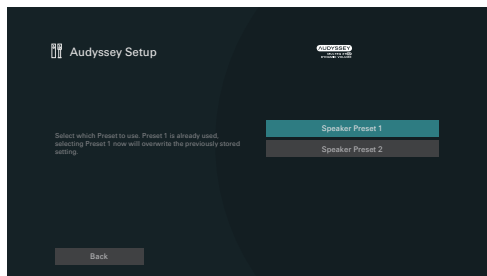 Audyssey Setup
AUDYSSEY
Select which Preset to use. Preset 1 is already used,
selecting Preset 1 now will overwrite the previously stored
setting.
Speaker Preset 1
Speaker Preset 2
Back